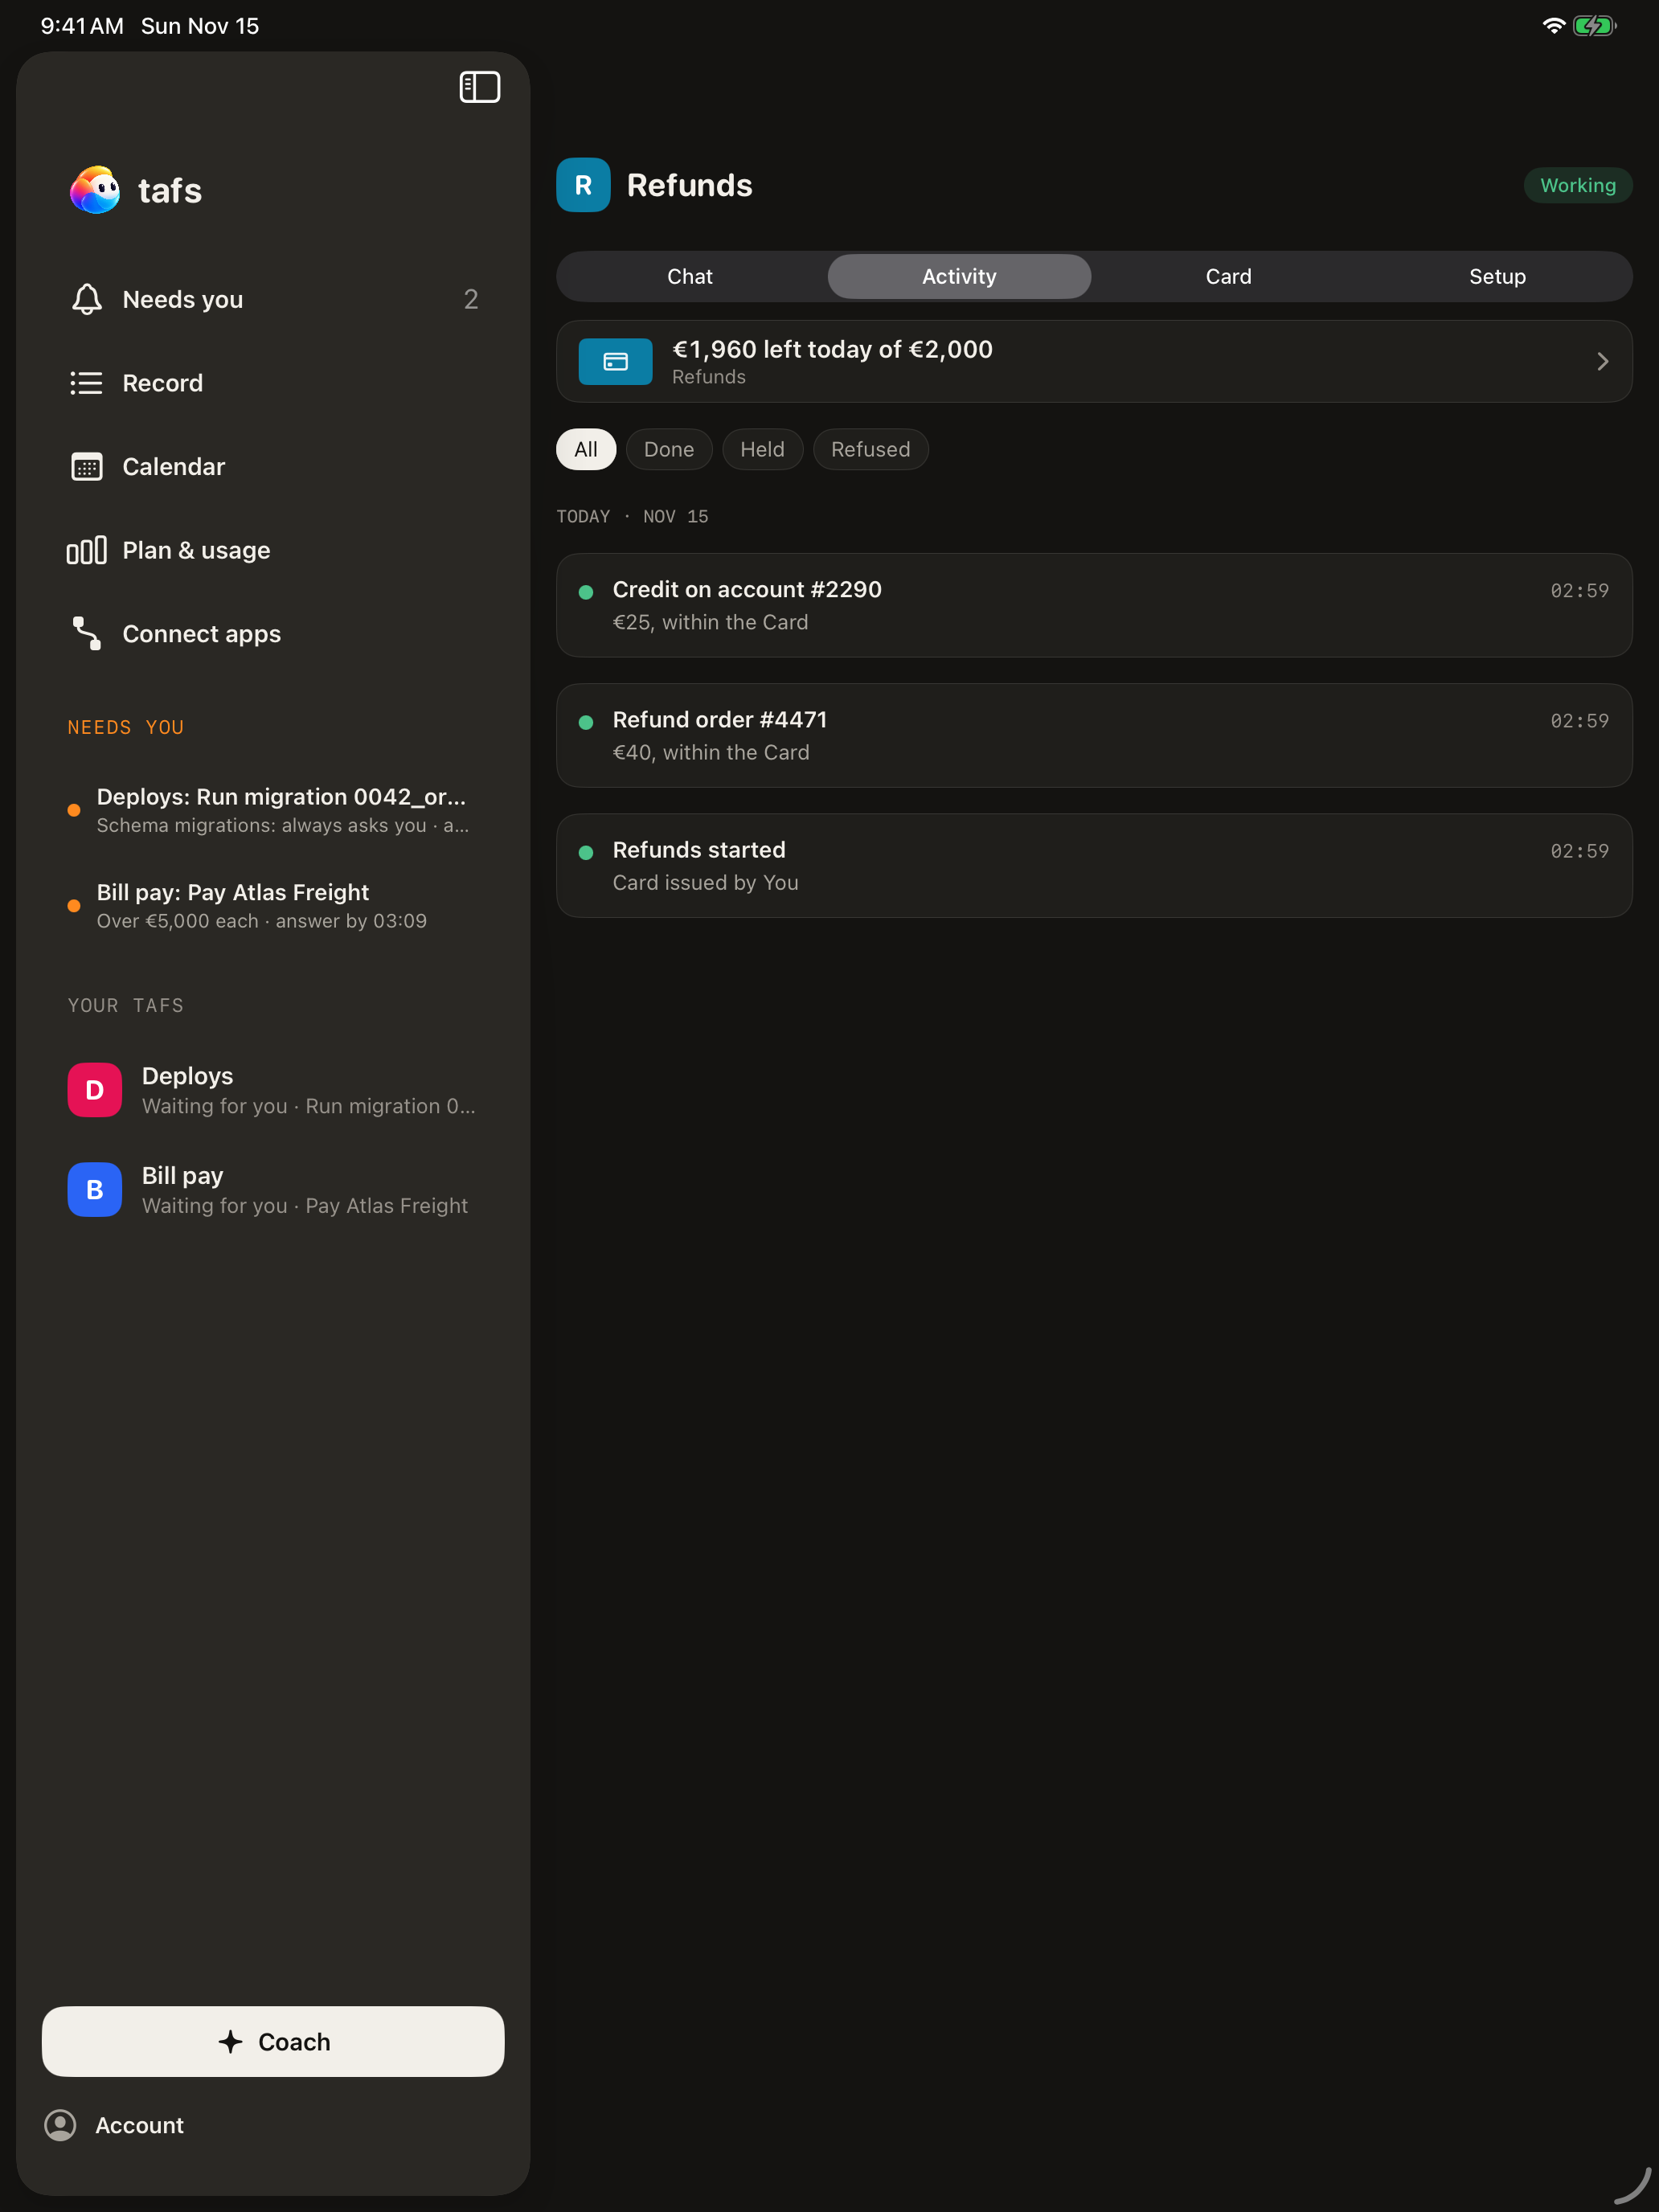 9:41 AM Sun Nov 15
tafs
Needs you 2
Record
Calendar
Plan & usage
Connect apps
NEEDS YOU
Deploys: Run migration 0042_or...
Schema migrations: always asks you · a...
Bill pay: Pay Atlas Freight
Over €5,000 each · answer by 03:09
YOUR TAFS
D
Deploys
Waiting for you · Run migration 0...
B
Bill pay
Waiting for you · Pay Atlas Freight
Coach
Account
R
Refunds
Working
Chat Activity Card Setup
€1,960 left today of €2,000
Refunds
All Done Held Refused
TODAY · NOV 15
Credit on account #2290 02:59
€25, within the Card
Refund order #4471 02:59
€40, within the Card
Refunds started 02:59
Card issued by You